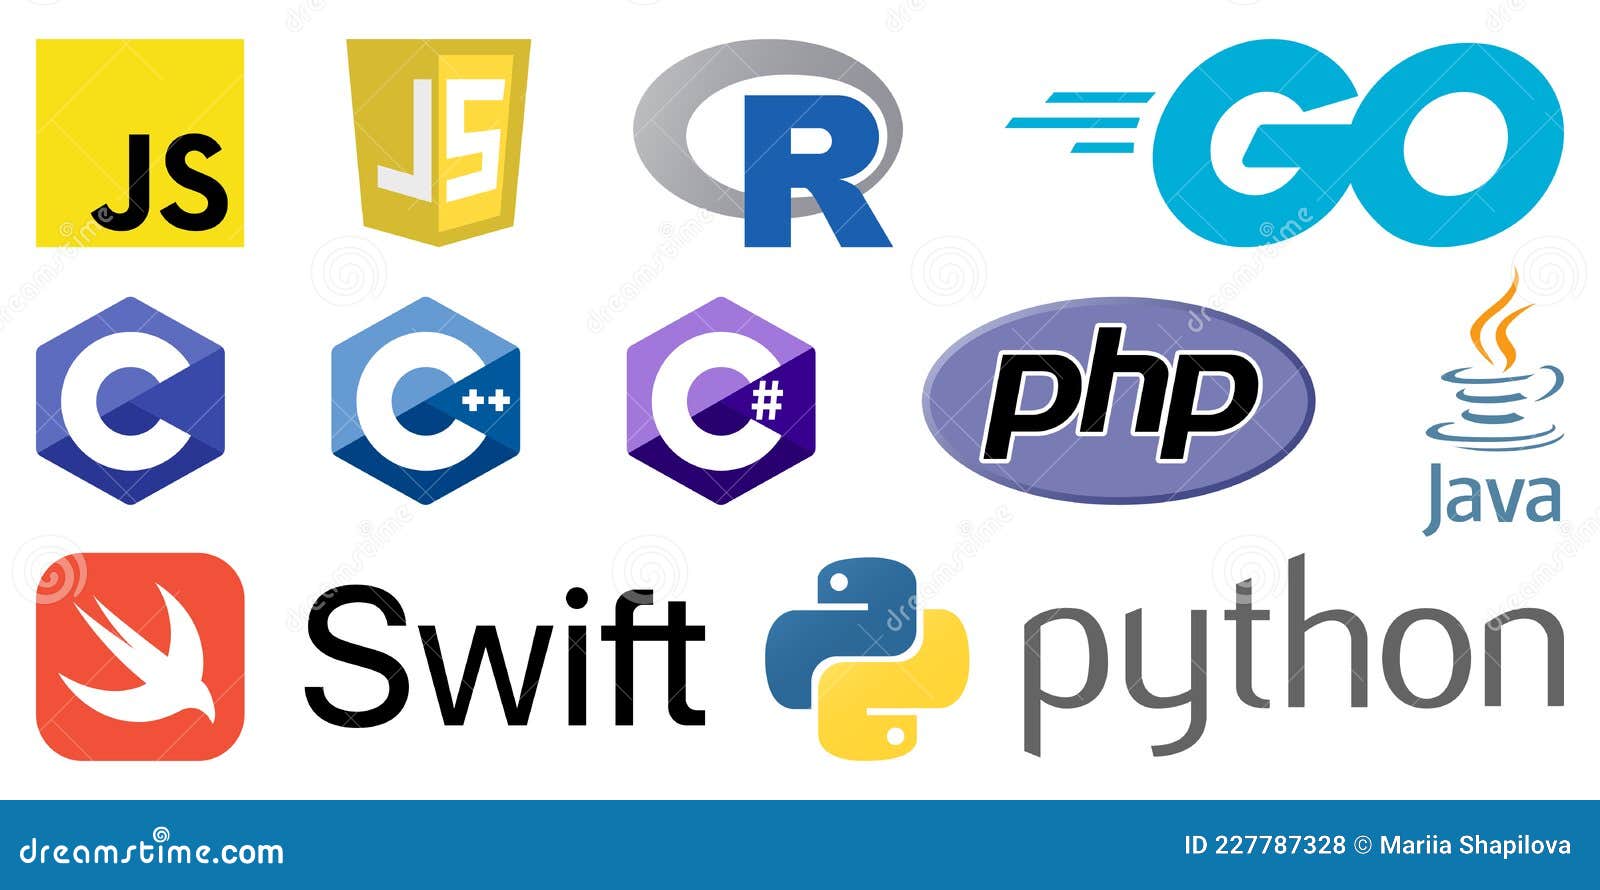 JS
JS
R
GO
C
C++
C#
php
Java
Swift
python
dreamstime.com
ID 227787328 © Mariia Shapilova